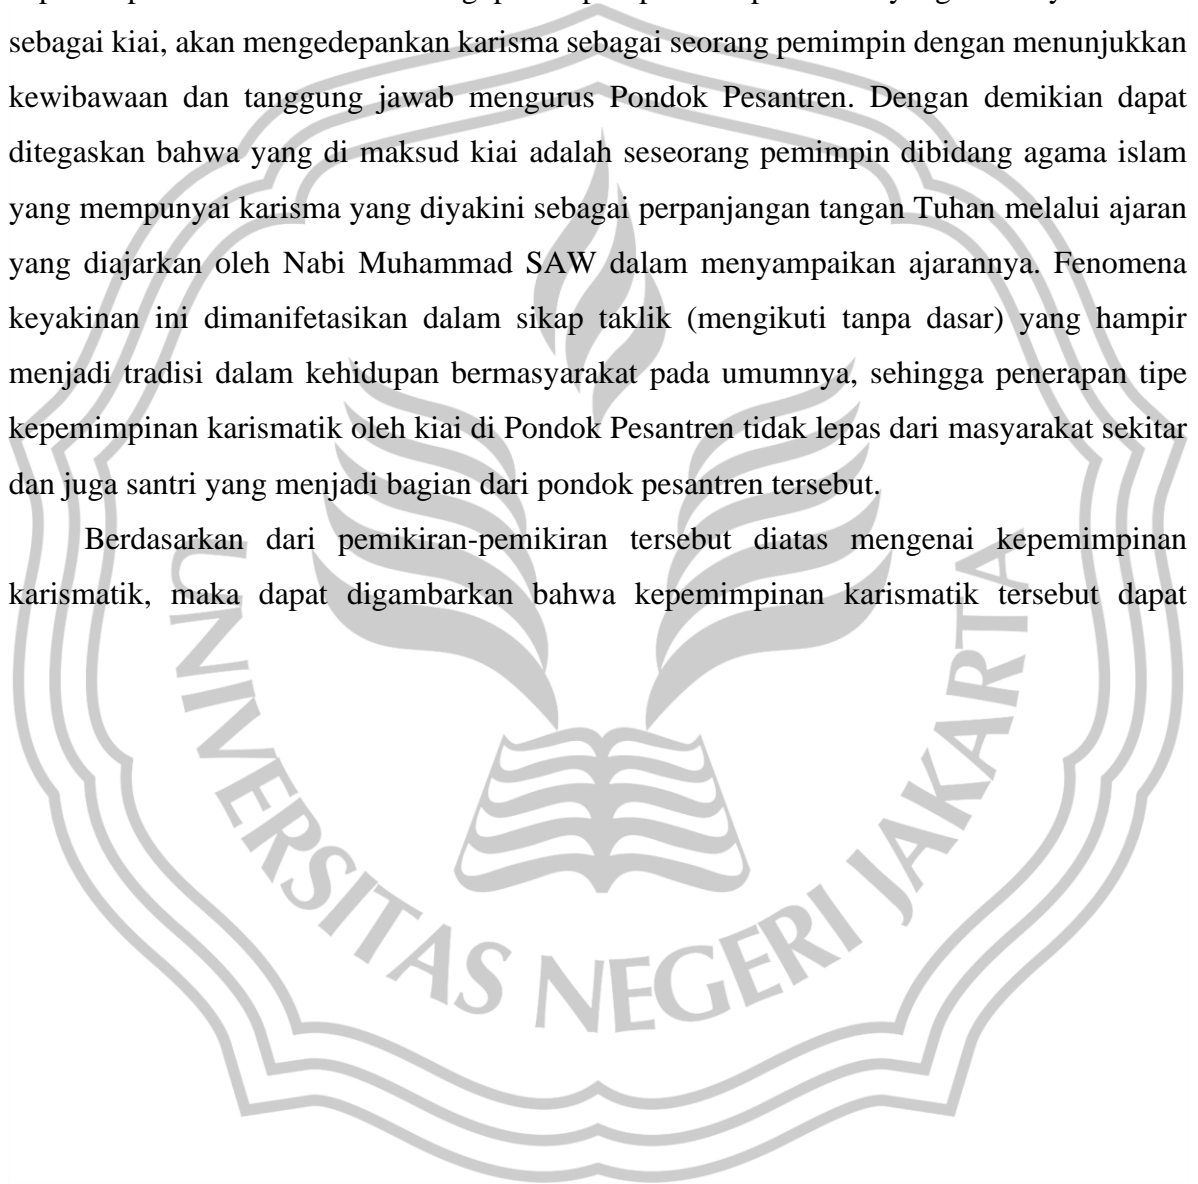 sebagai kiai, akan mengedepankan karisma sebagai seorang pemimpin dengan menunjukkan
kewibawaan dan tanggung jawab mengurus Pondok Pesantren. Dengan demikian dapat
ditegaskan bahwa yang di maksud kiai adalah seseorang pemimpin dibidang agama islam
yang mempunyai karisma yang diyakini sebagai perpanjangan tangan Tuhan melalui ajaran
yang diajarkan oleh Nabi Muhammad SAW dalam menyampaikan ajarannya. Fenomena
keyakinan ini dimanifetasikan dalam sikap taklik (mengikuti tanpa dasar) yang hampir
menjadi tradisi dalam kehidupan bermasyarakat pada umumnya, sehingga penerapan tipe
kepemimpinan karismatik oleh kiai di Pondok Pesantren tidak lepas dari masyarakat sekitar
dan juga santri yang menjadi bagian dari pondok pesantren tersebut.
Berdasarkan dari pemikiran-pemikiran tersebut diatas mengenai kepemimpinan
karismatik, maka dapat digambarkan bahwa kepemimpinan karismatik tersebut dapat
UNIVERSITAS NEGERI JAKARTA